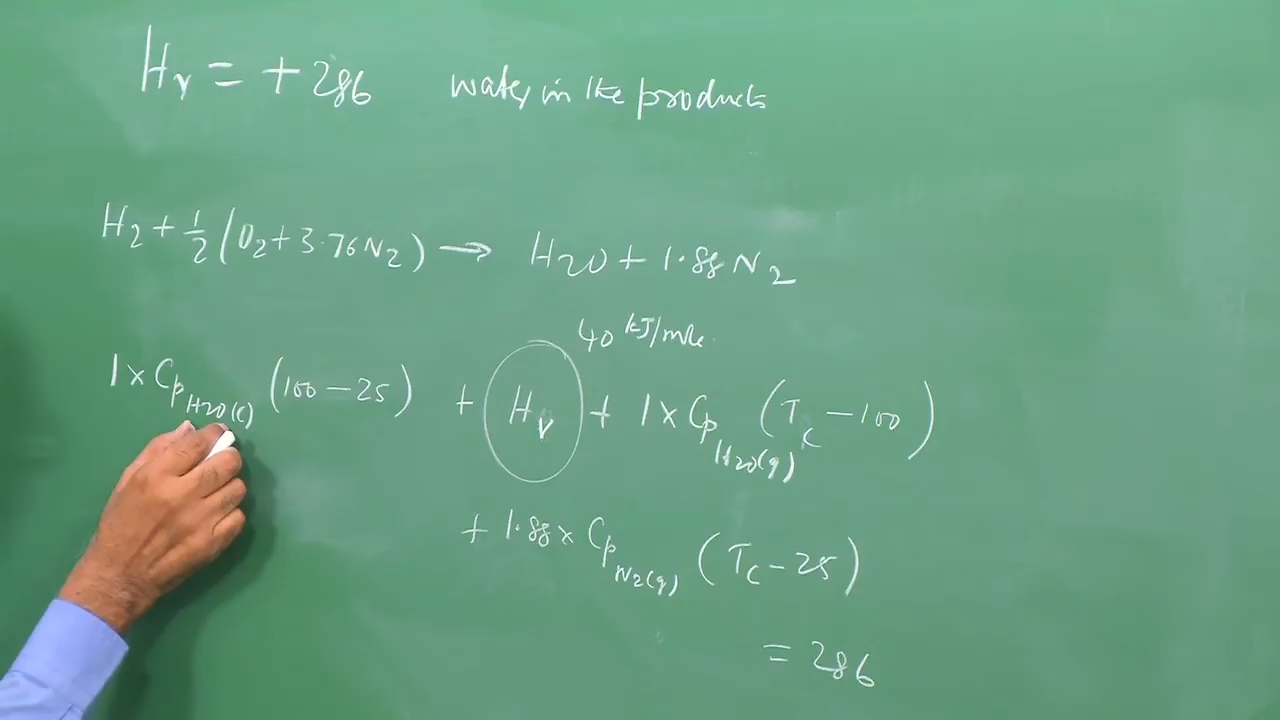 Hγ = + 286 water in the products
H2 + 1/2 (O2 + 3.76 N2) → H2O + 1.88 N2
40 kJ/mole.
1 × Cp H2O(l) (100 − 25) + Hv + 1 × Cp H2O(g) (Tc − 100)
+ 1.88 × Cp N2(g) (Tc − 25)
= 286